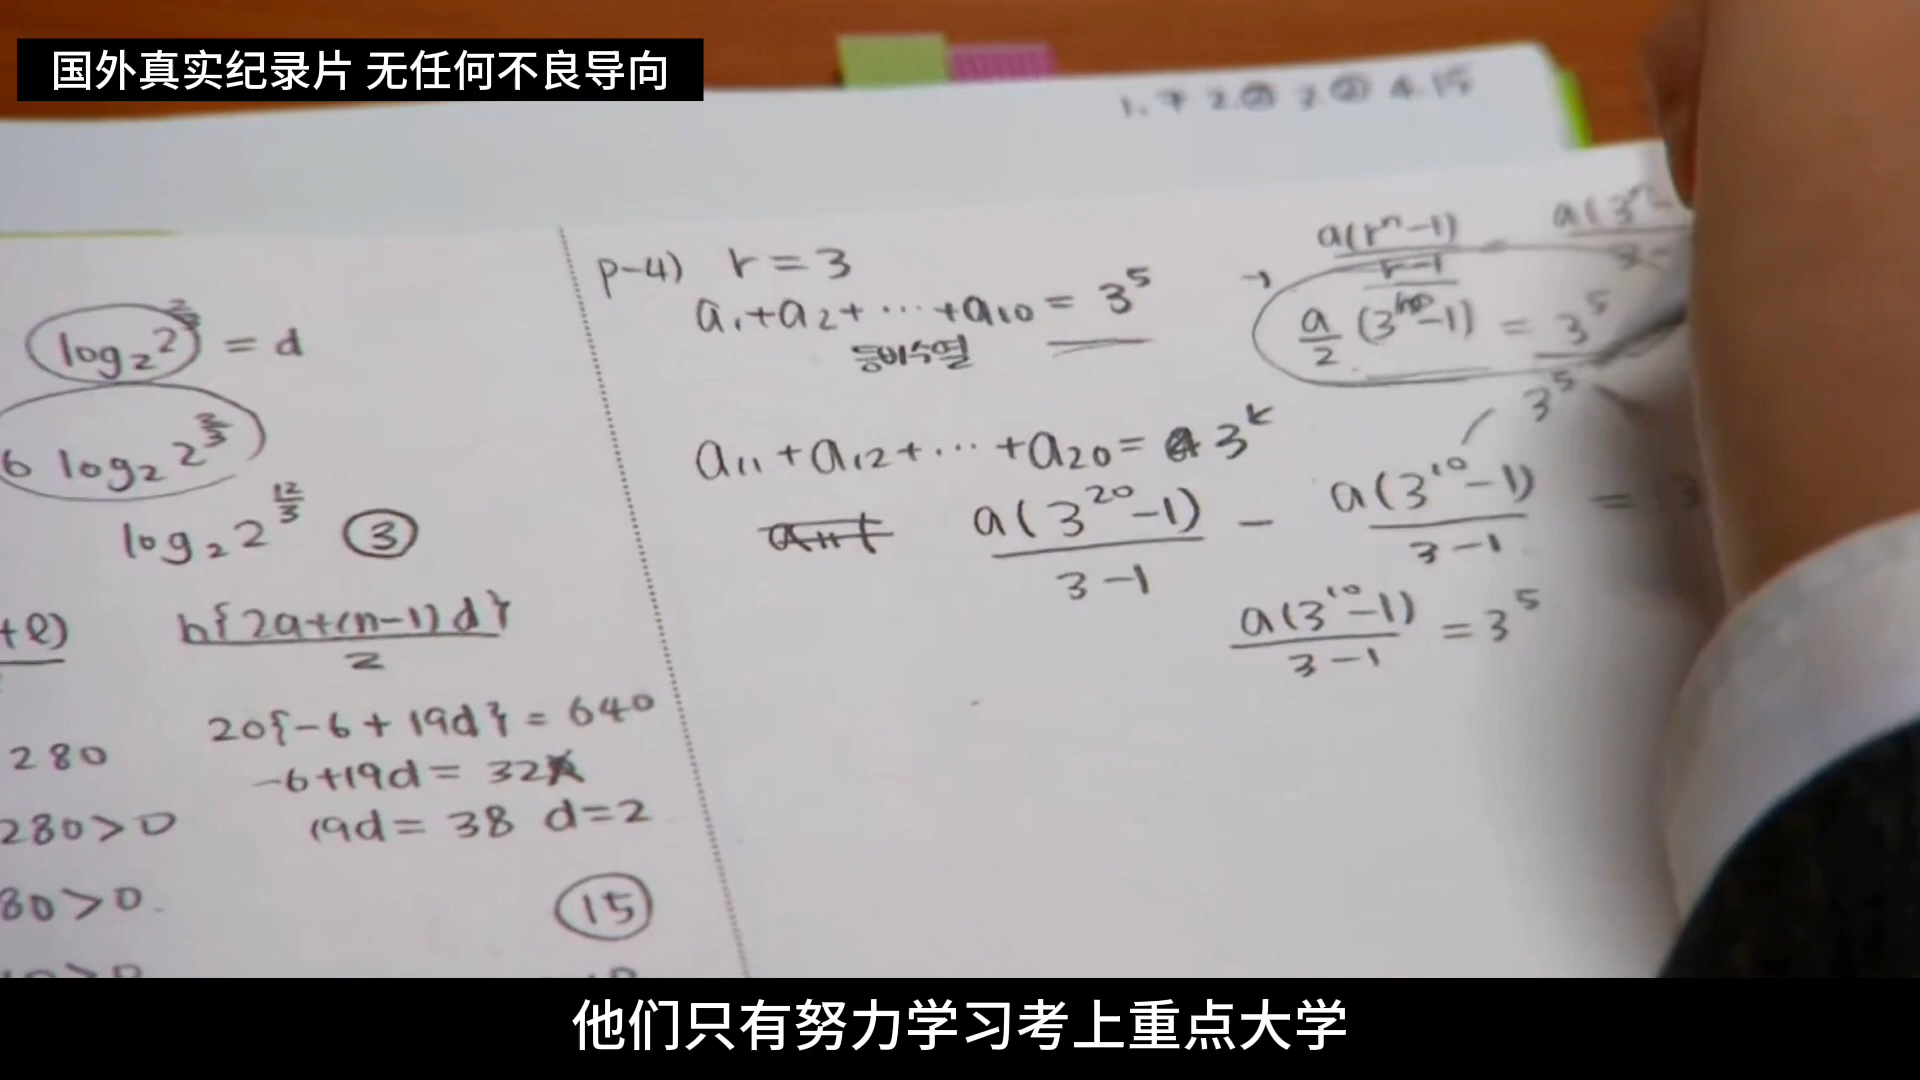 国外真实纪录片 无任何不良导向
log₂2 = d
6 log₂2
log₂2^(12/3) ③
n{2a+(n-1)d}
2
20{-6+19d} = 640
280
-6+19d = 32
280>0
19d = 38 d=2
80>0
⑮
p-4) r=3
a₁+a₂+⋯+a₁₀ = 3⁵
등비수열
a(rⁿ-1)
r-1
a/2 (3¹⁰-1) = 3⁵
3⁵
a₁₁+a₁₂+⋯+a₂₀ = 3ᵏ
a(3²⁰-1) − a(3¹⁰-1) =
3-1 3-1
a(3¹⁰-1) = 3⁵
3-1
他们只有努力学习考上重点大学